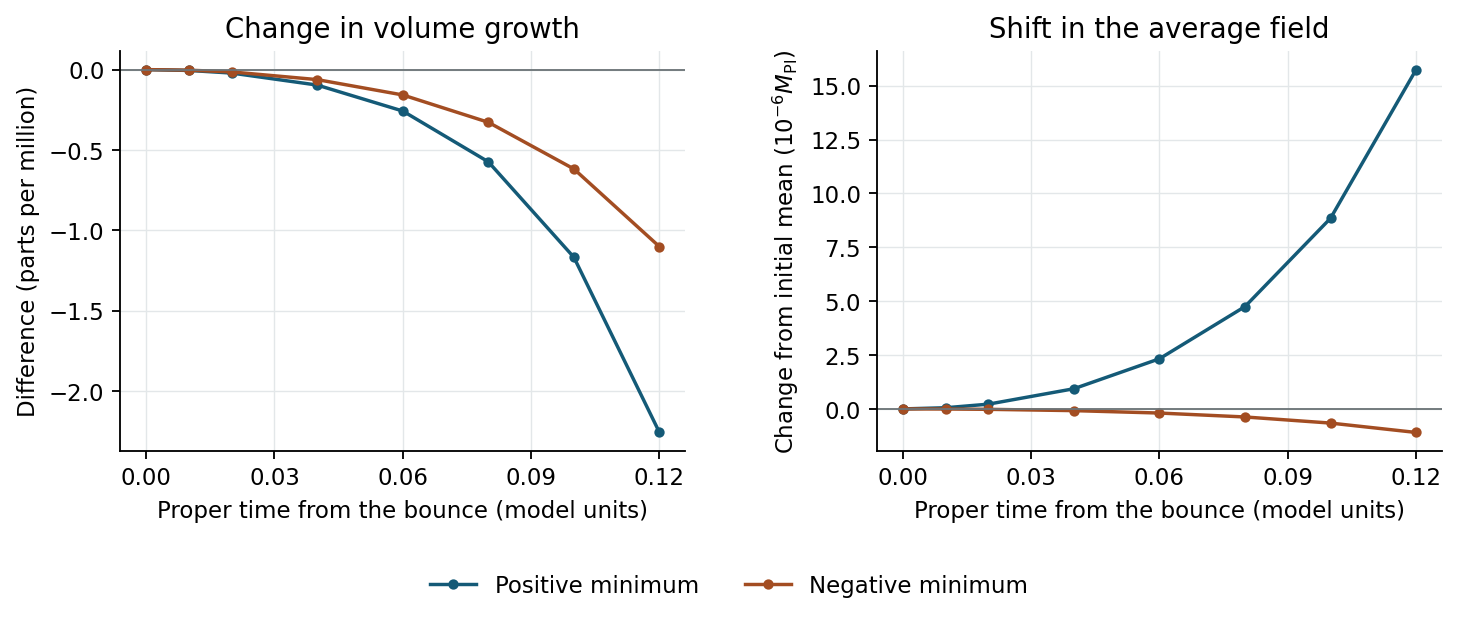 Change in volume growth
Difference (parts per million)
0.0
−0.5
−1.0
−1.5
−2.0
0.00 0.03 0.06 0.09 0.12
Proper time from the bounce (model units)
Shift in the average field
Change from initial mean (10⁻⁶M_Pl)
15.0
12.5
10.0
7.5
5.0
2.5
0.0
0.00 0.03 0.06 0.09 0.12
Proper time from the bounce (model units)
Positive minimum
Negative minimum